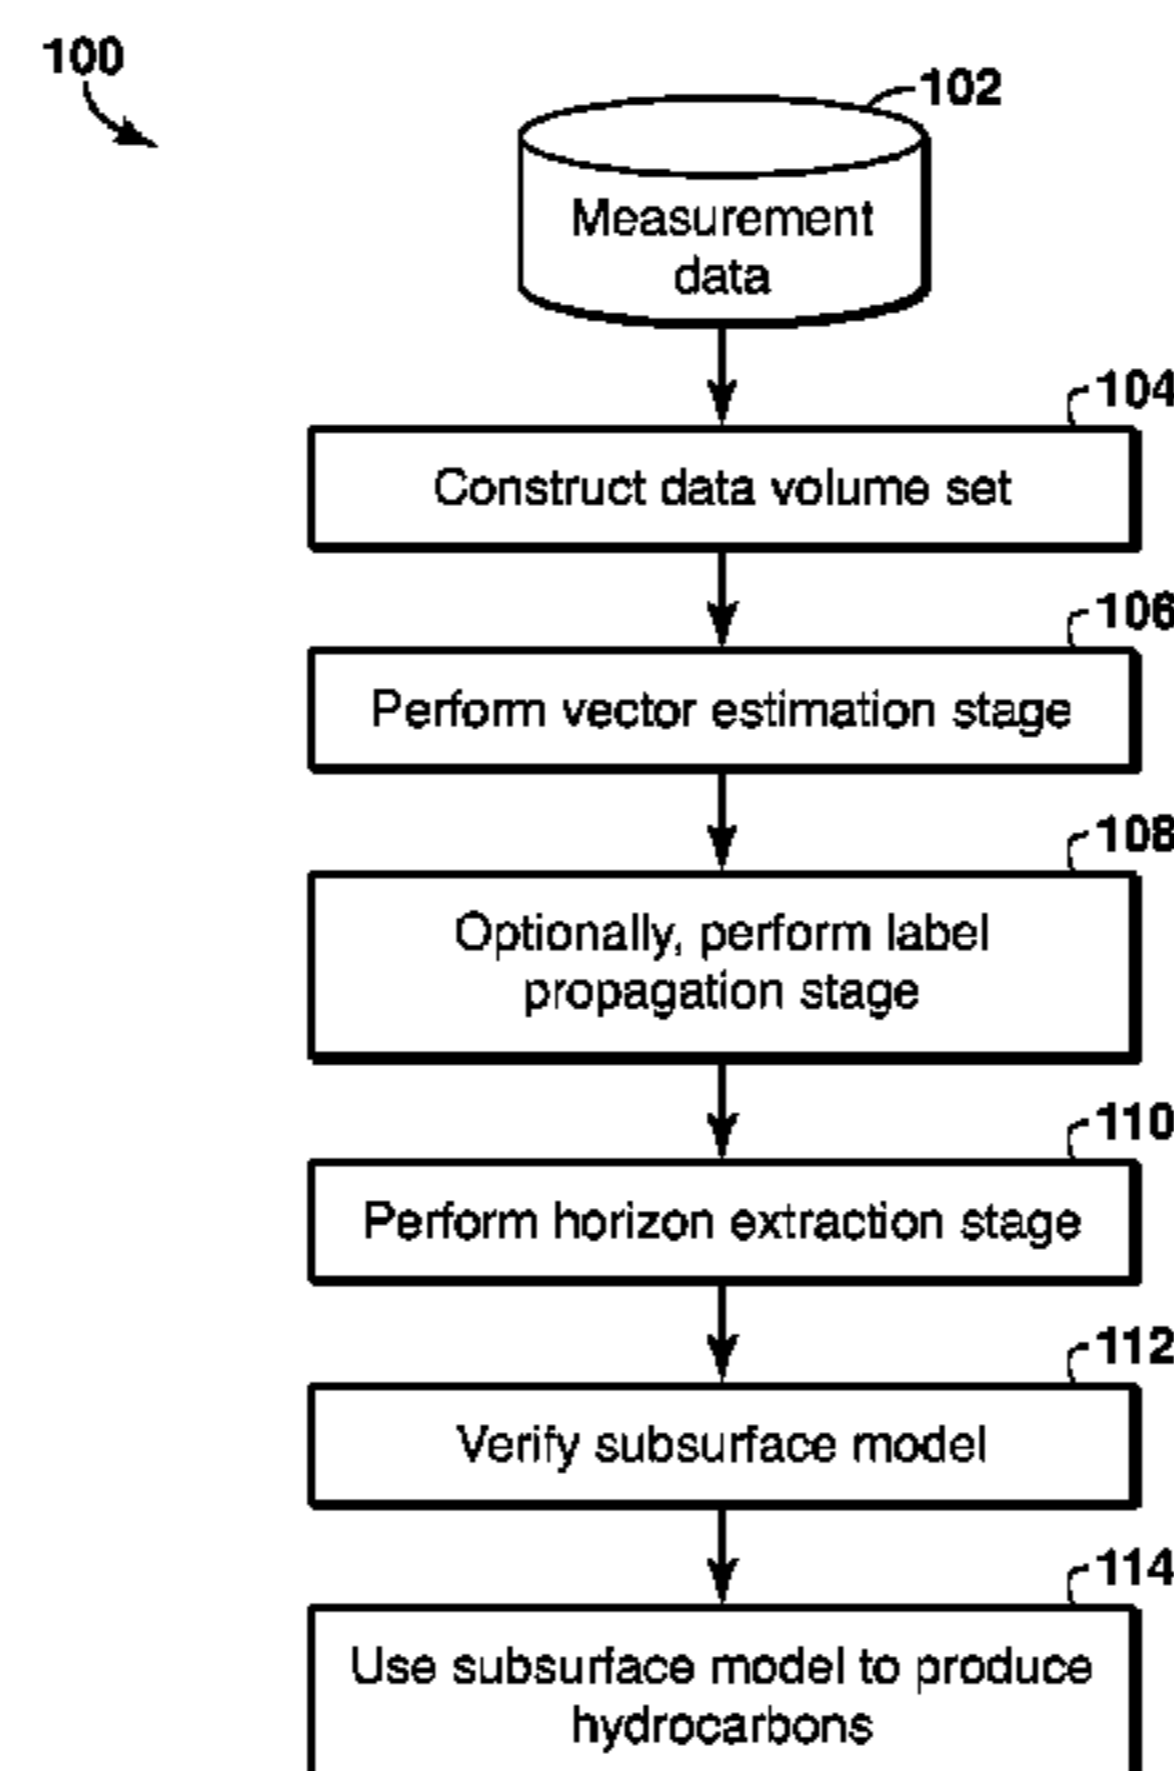 100
102
Measurement
data
104
Construct data volume set
106
Perform vector estimation stage
108
Optionally, perform label
propagation stage
110
Perform horizon extraction stage
112
Verify subsurface model
114
Use subsurface model to produce
hydrocarbons